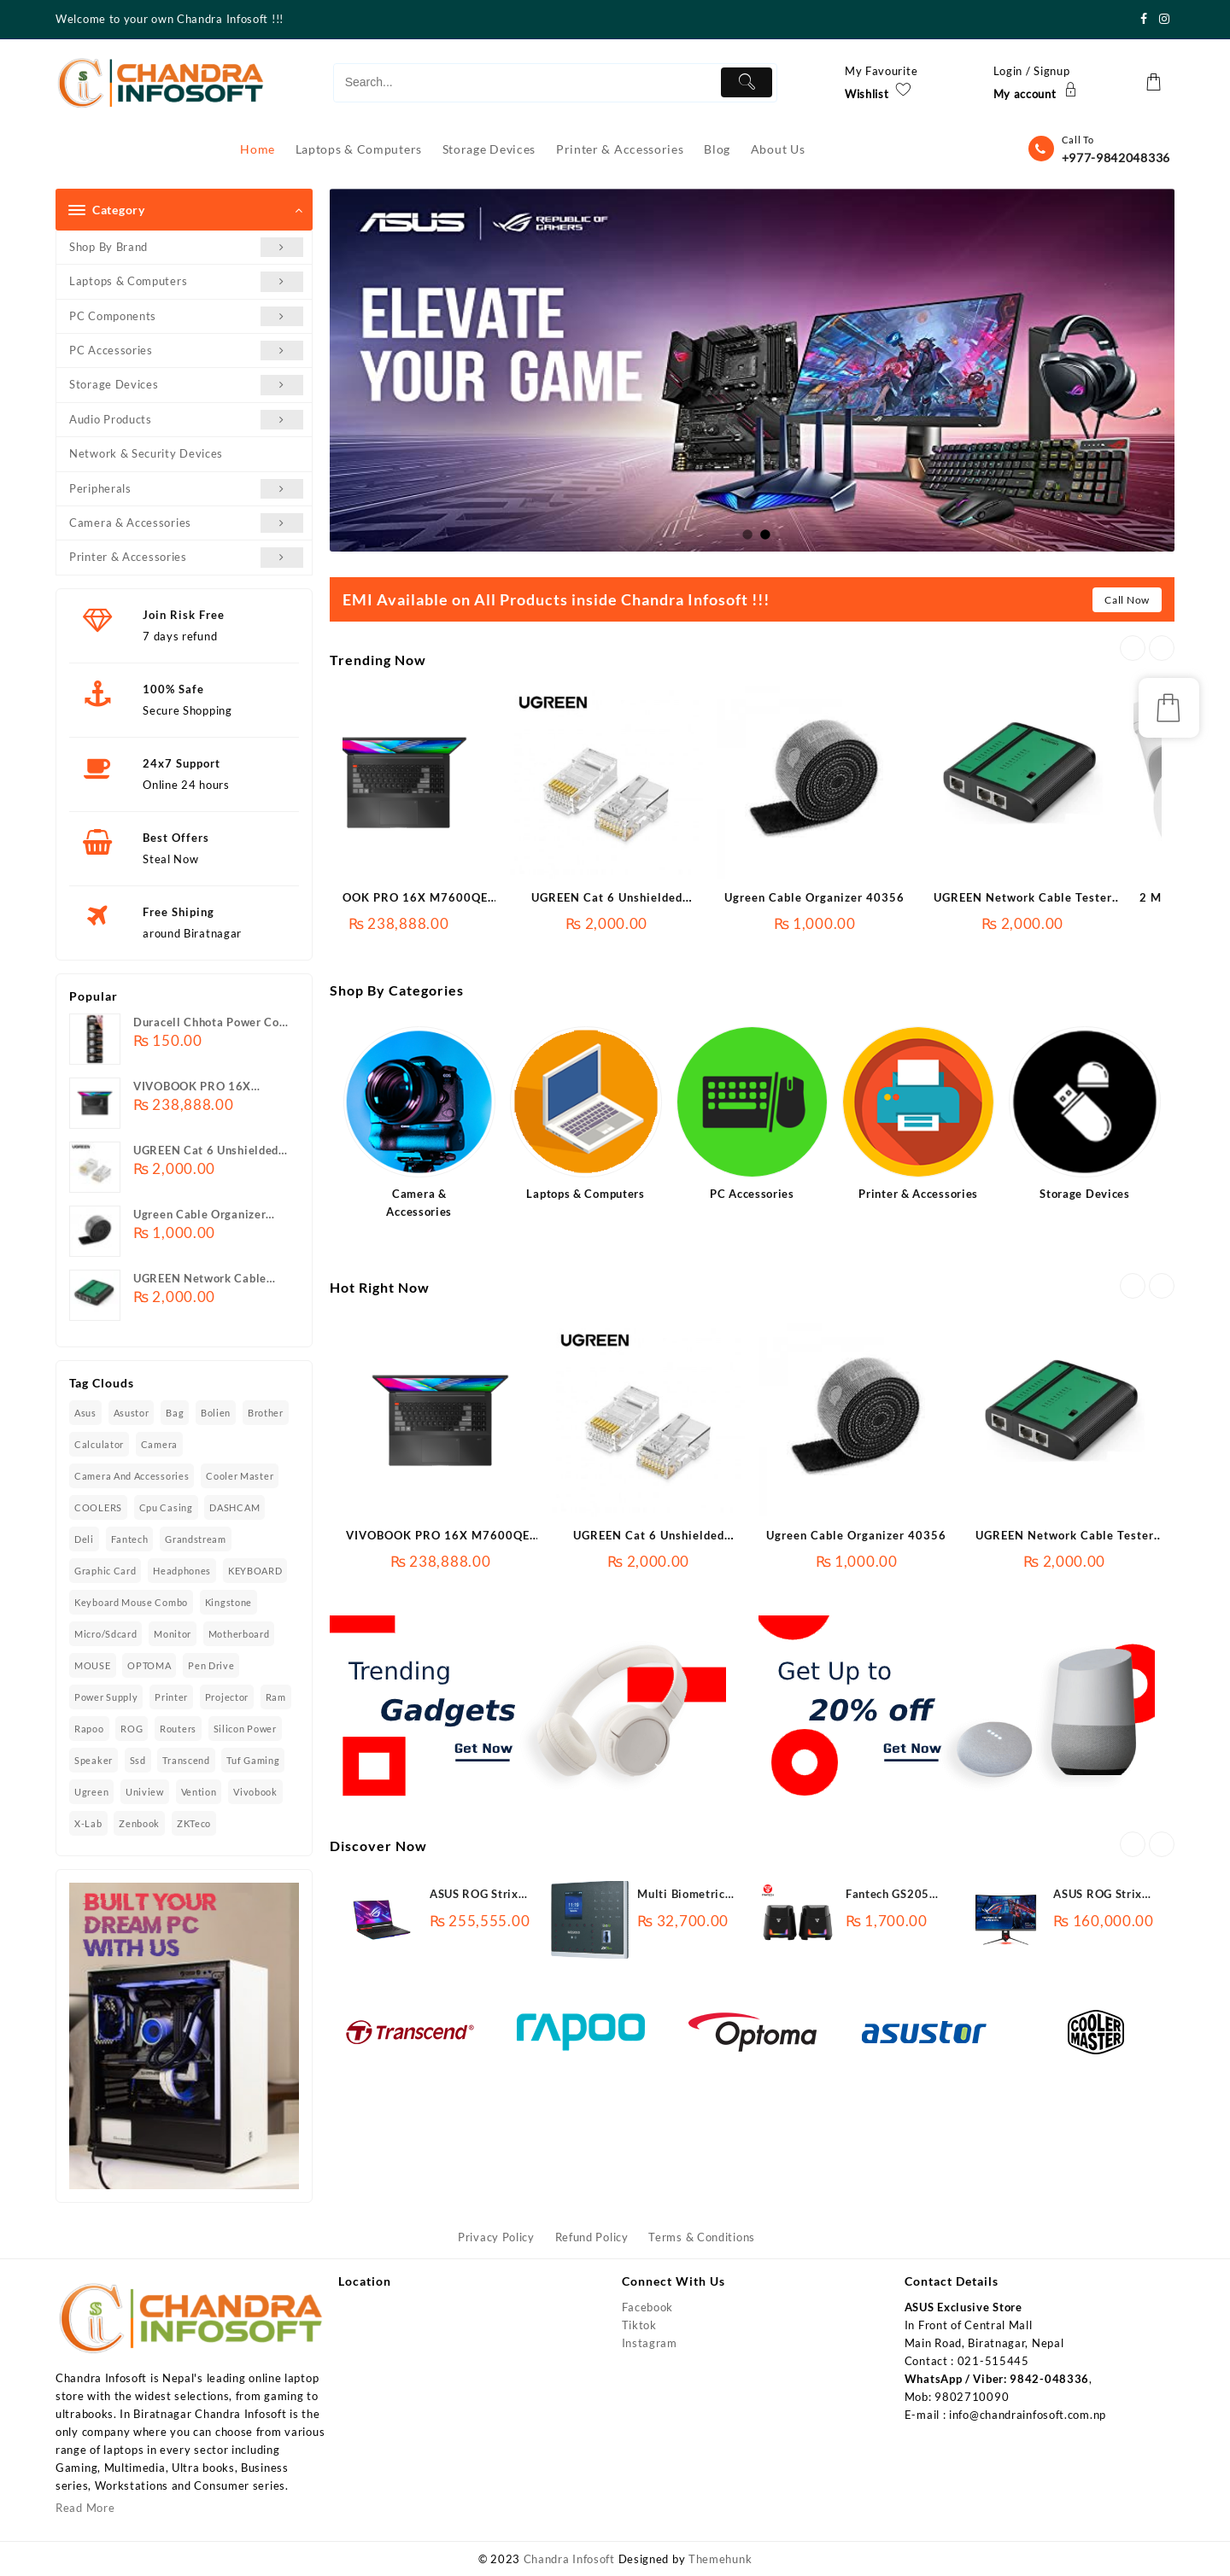 Welcome to your own Chandra Infosoft !!!
CHANDRA
INFOSOFT
Search...
My Favourite
Wishlist
Login / Signup
My account
Home
Laptops & Computers
Storage Devices
Printer & Accessories
Blog
About Us
Call To
+977-9842048336
Category
Shop By Brand
Laptops & Computers
PC Components
PC Accessories
Storage Devices
Audio Products
Network & Security Devices
Peripherals
Camera & Accessories
Printer & Accessories
ASUS
REPUBLIC OF
GAMERS
ELEVATE
YOUR GAME
Join Risk Free
7 days refund
100% Safe
Secure Shopping
24x7 Support
Online 24 hours
Best Offers
Steal Now
Free Shiping
around Biratnagar
EMI Available on All Products inside Chandra Infosoft !!!
Call Now
Trending Now
UGREEN
OOK PRO 16X M7600QE...
₨ 238,888.00
UGREEN Cat 6 Unshielded...
₨ 2,000.00
Ugreen Cable Organizer 40356
₨ 1,000.00
UGREEN Network Cable Tester..
₨ 2,000.00
2 M
Popular
Duracell Chhota Power Co...
₨ 150.00
VIVOBOOK PRO 16X...
₨ 238,888.00
UGREEN
UGREEN Cat 6 Unshielded...
₨ 2,000.00
Ugreen Cable Organizer...
₨ 1,000.00
UGREEN Network Cable...
₨ 2,000.00
Shop By Categories
Camera &
Accessories
Laptops & Computers
PC Accessories
Printer & Accessories
Storage Devices
Hot Right Now
UGREEN
VIVOBOOK PRO 16X M7600QE...
₨ 238,888.00
UGREEN Cat 6 Unshielded...
₨ 2,000.00
Ugreen Cable Organizer 40356
₨ 1,000.00
UGREEN Network Cable Tester..
₨ 2,000.00
Tag Clouds
Asus
Asustor
Bag
Bolien
Brother
Calculator
Camera
Camera And Accessories
Cooler Master
COOLERS
Cpu Casing
DASHCAM
Deli
Fantech
Grandstream
Graphic Card
Headphones
KEYBOARD
Keyboard Mouse Combo
Kingstone
Micro/Sdcard
Monitor
Motherboard
MOUSE
OPTOMA
Pen Drive
Power Supply
Printer
Projector
Ram
Rapoo
ROG
Routers
Silicon Power
Speaker
Ssd
Transcend
Tuf Gaming
Ugreen
Uniview
Vention
Vivobook
X-Lab
Zenbook
ZKTeco
Trending
Gadgets
Get Now
Get Up to
20% off
Get Now
Discover Now
ASUS ROG Strix...
₨ 255,555.00
Multi Biometric...
₨ 32,700.00
Fantech GS205...
₨ 1,700.00
ASUS ROG Strix...
₨ 160,000.00
Transcend
rapoo
Optoma
asustor
COOLER
MASTER
BUILT YOUR
DREAM PC
WITH US
Privacy Policy
Refund Policy
Terms & Conditions
CHANDRA
INFOSOFT
Chandra Infosoft is Nepal's leading online laptop
store with the widest selections, from gaming to
ultrabooks. In Biratnagar Chandra Infosoft is the
only company where you can choose from various
range of laptops in every sector including
Gaming, Multimedia, Ultra books, Business
series, Workstations and Consumer series.
Read More
Location
Connect With Us
Facebook
Tiktok
Instagram
Contact Details
ASUS Exclusive Store
In Front of Central Mall
Main Road, Biratnagar, Nepal
Contact : 021-515445
WhatsApp / Viber: 9842-048336,
Mob: 9802710090
E-mail : info@chandrainfosoft.com.np
© 2023 Chandra Infosoft Designed by Themehunk